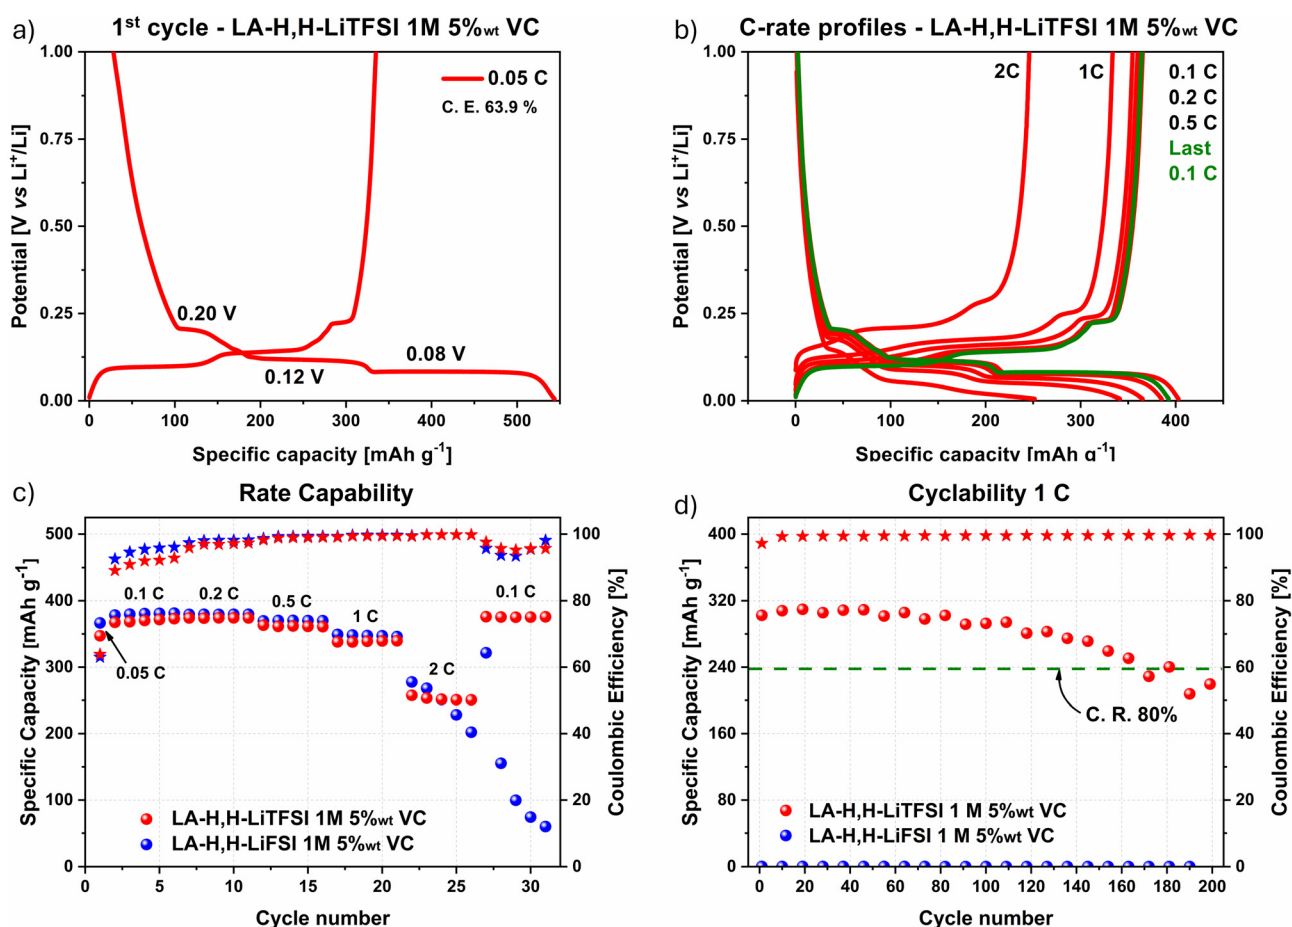 a)
1st cycle - LA-H,H-LiTFSI 1M 5%wt VC
1.00
0.75
0.50
0.25
0.00
Potential [V vs Li+/Li]
0.05 C
C. E. 63.9 %
0.20 V
0.12 V
0.08 V
0 100 200 300 400 500
Specific capacity [mAh g-1]
b)
C-rate profiles - LA-H,H-LiTFSI 1M 5%wt VC
1.00
0.75
0.50
0.25
0.00
Potential [V vs Li+/Li]
2C
1C
0.1 C
0.2 C
0.5 C
Last
0.1 C
0 100 200 300 400
Specific capacity [mAh g-1]
c)
Rate Capability
500
400
300
200
100
0
Specific Capacity [mAh g-1]
0.05 C
0.1 C
0.2 C
0.5 C
1 C
2 C
0.1 C
LA-H,H-LiTFSI 1M 5%wt VC
LA-H,H-LiFSI 1M 5%wt VC
100
80
60
40
20
0
Coulombic Efficiency [%]
0 5 10 15 20 25 30
Cycle number
d)
Cyclability 1 C
400
320
240
160
80
0
Specific Capacity [mAh g-1]
C. R. 80%
LA-H,H-LiTFSI 1M 5%wt VC
LA-H,H-LiFSI 1M 5%wt VC
100
80
60
40
20
0
Coulombic Efficiency [%]
0 20 40 60 80 100 120 140 160 180 200
Cycle number